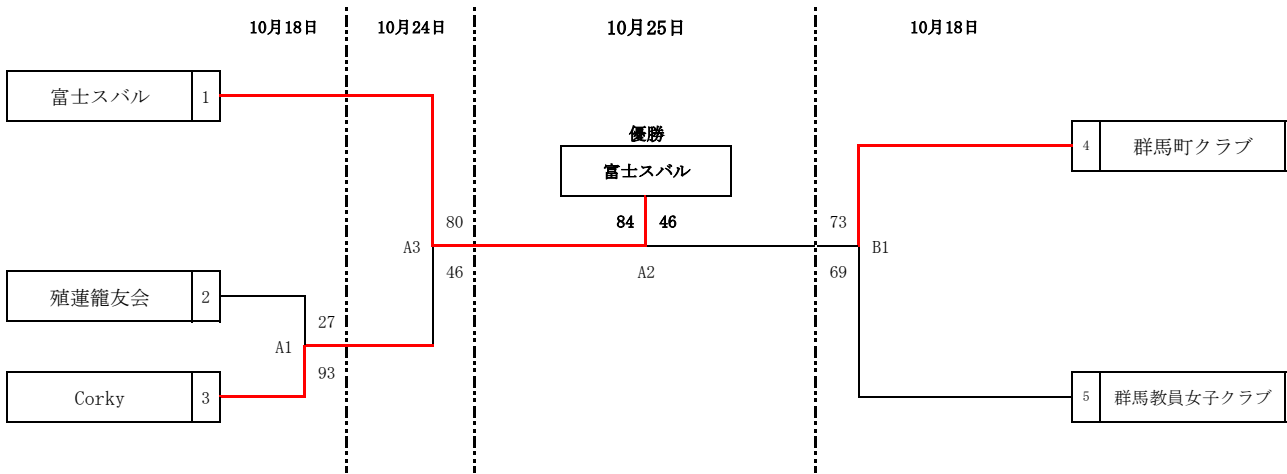 10月18日 10月24日 10月25日 10月18日
富士スバル 1
優勝
4 群馬町クラブ
富士スバル
80 84 46 73
A3 B1
46 A2 69
殖蓮籠友会 2
27
A1
93
Corky 3
5 群馬教員女子クラブ